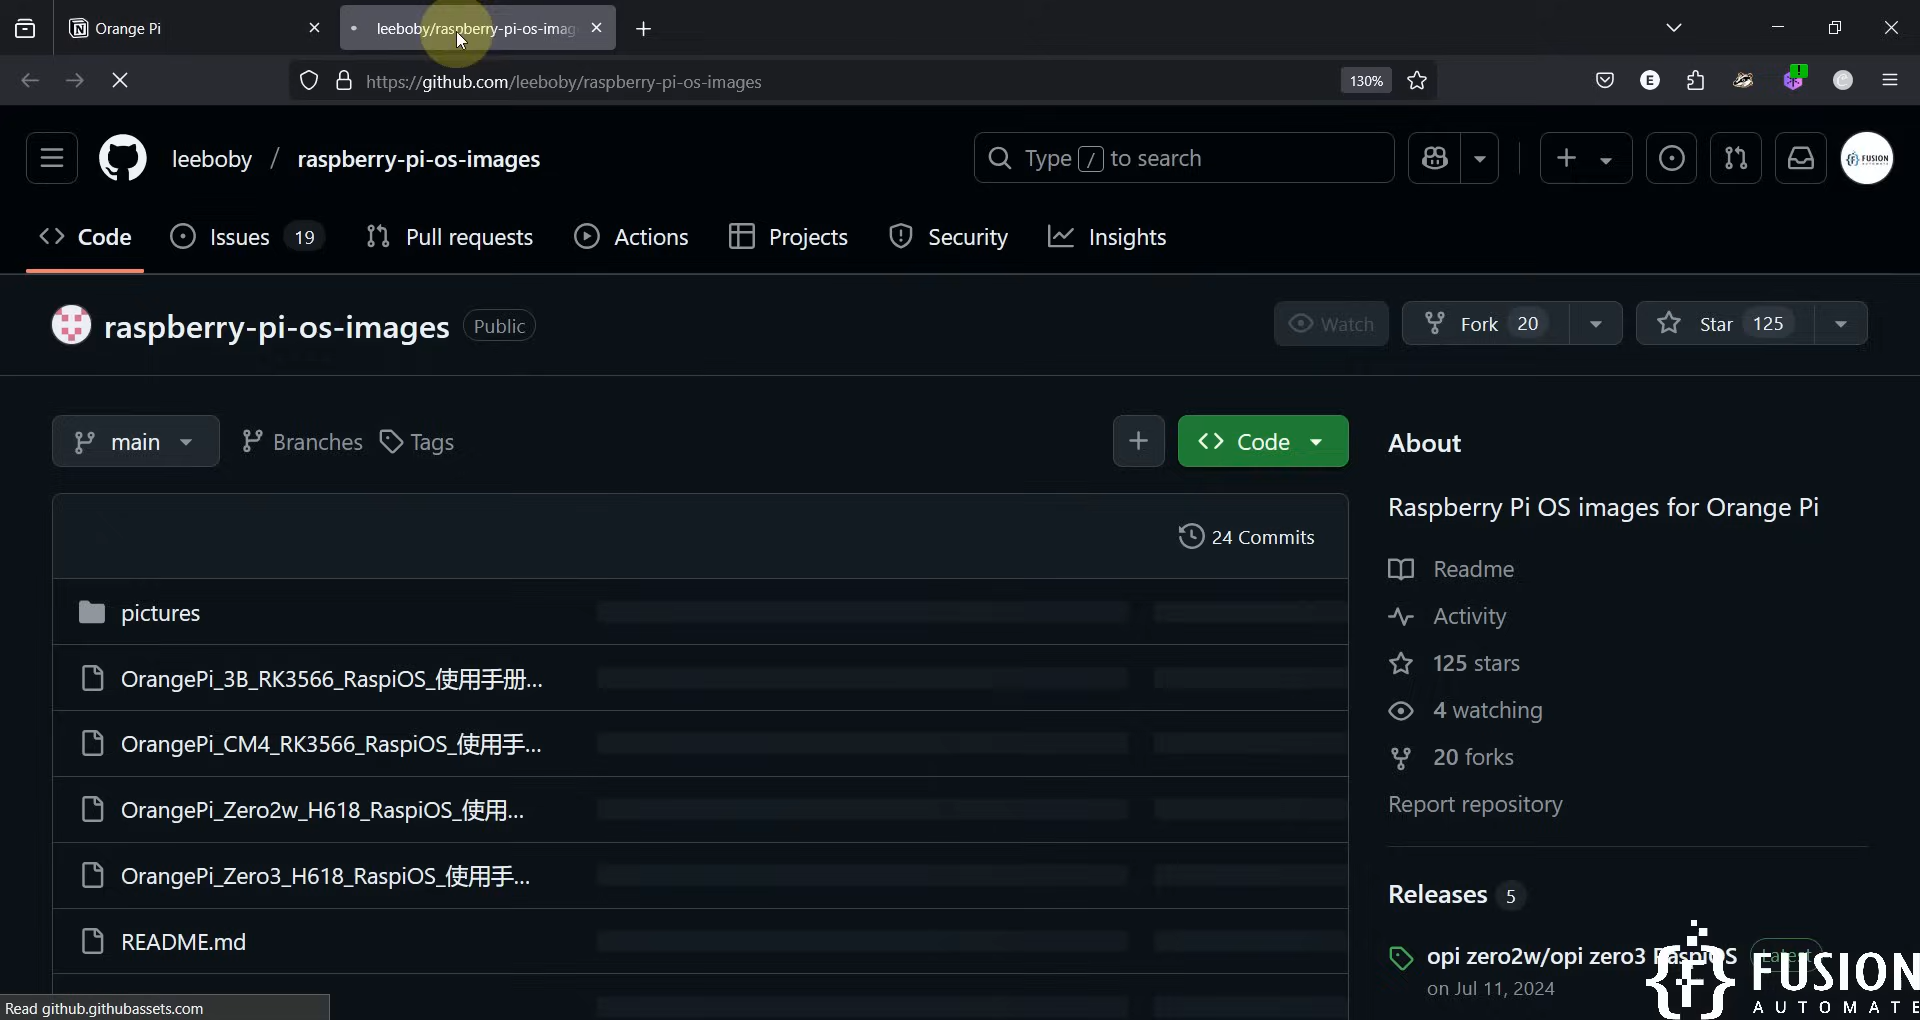 Orange Pi
leeboby/raspberry-pi-os-imag
https://github.com/leeboby/raspberry-pi-os-images
130%
E
leeboby / raspberry-pi-os-images
Type / to search
FUSION
Code
Issues 19
Pull requests
Actions
Projects
Security
Insights
raspberry-pi-os-images
Public
Watch
Fork 20
Star 125
main
Branches
Tags
Code
24 Commits
pictures
OrangePi_3B_RK3566_RaspiOS_使用手册...
OrangePi_CM4_RK3566_RaspiOS_使用手...
OrangePi_Zero2w_H618_RaspiOS_使用...
OrangePi_Zero3_H618_RaspiOS_使用手...
README.md
About
Raspberry Pi OS images for Orange Pi
Readme
Activity
125 stars
4 watching
20 forks
Report repository
Releases 5
opi zero2w/opi zero3 RaspiOS
Latest
on Jul 11, 2024
FUSION
AUTOMATE
Read github.githubassets.com